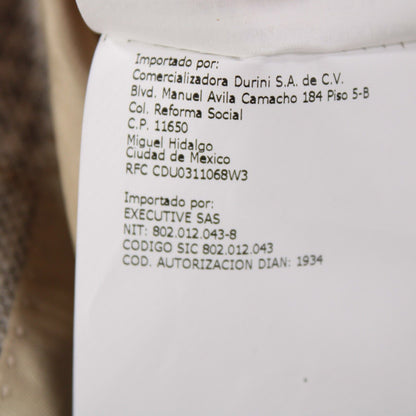 Importado por:
Comercializadora Durini S.A. de C.V.
Blvd. Manuel Avila Camacho 184 Piso 5-B
Col. Reforma Social
C.P. 11650
Miguel Hidalgo
Ciudad de Mexico
RFC CDU0311068W3
Importado por:
EXECUTIVE SAS
NIT: 802.012.043-8
CODIGO SIC 802.012.043
COD. AUTORIZACION DIAN: 1934